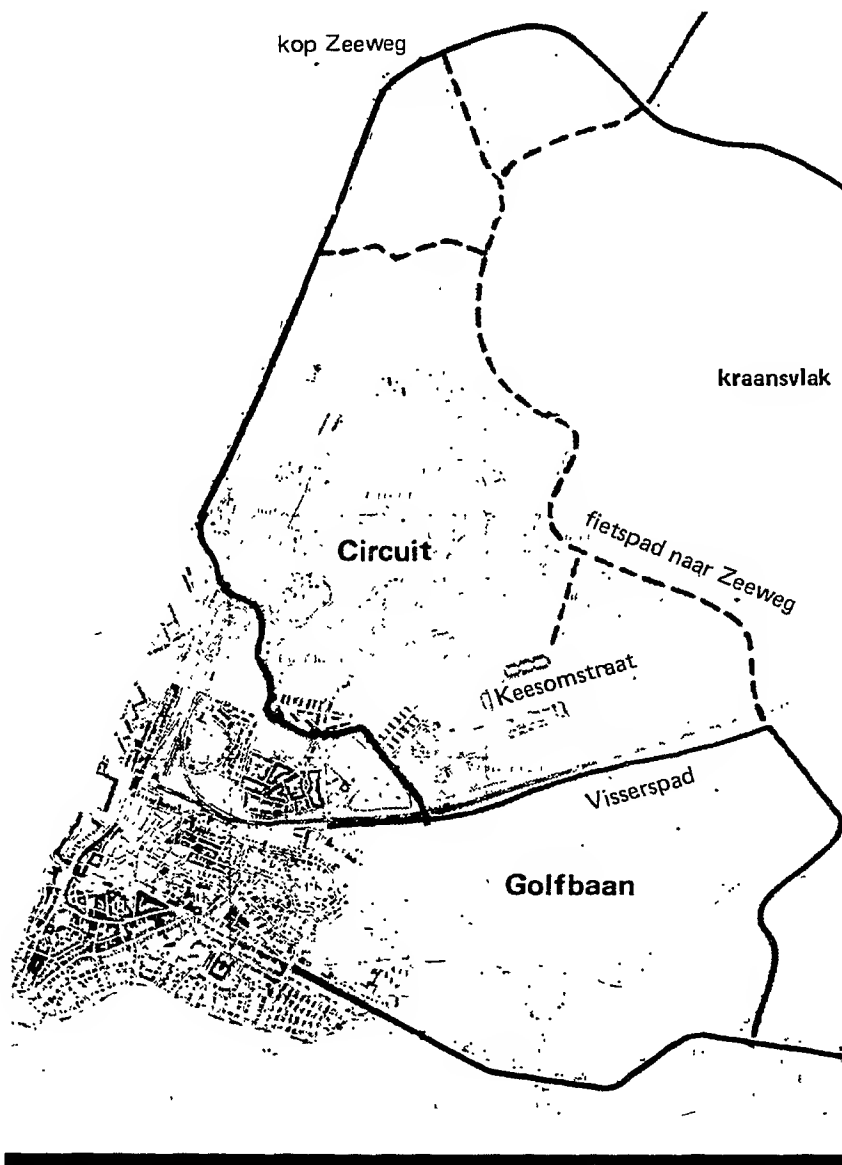 kop Zeeweg
kraansvlak
fietspad naar Zeeweg
Circuit
Keesomstraat
Visserspad
Golfbaan